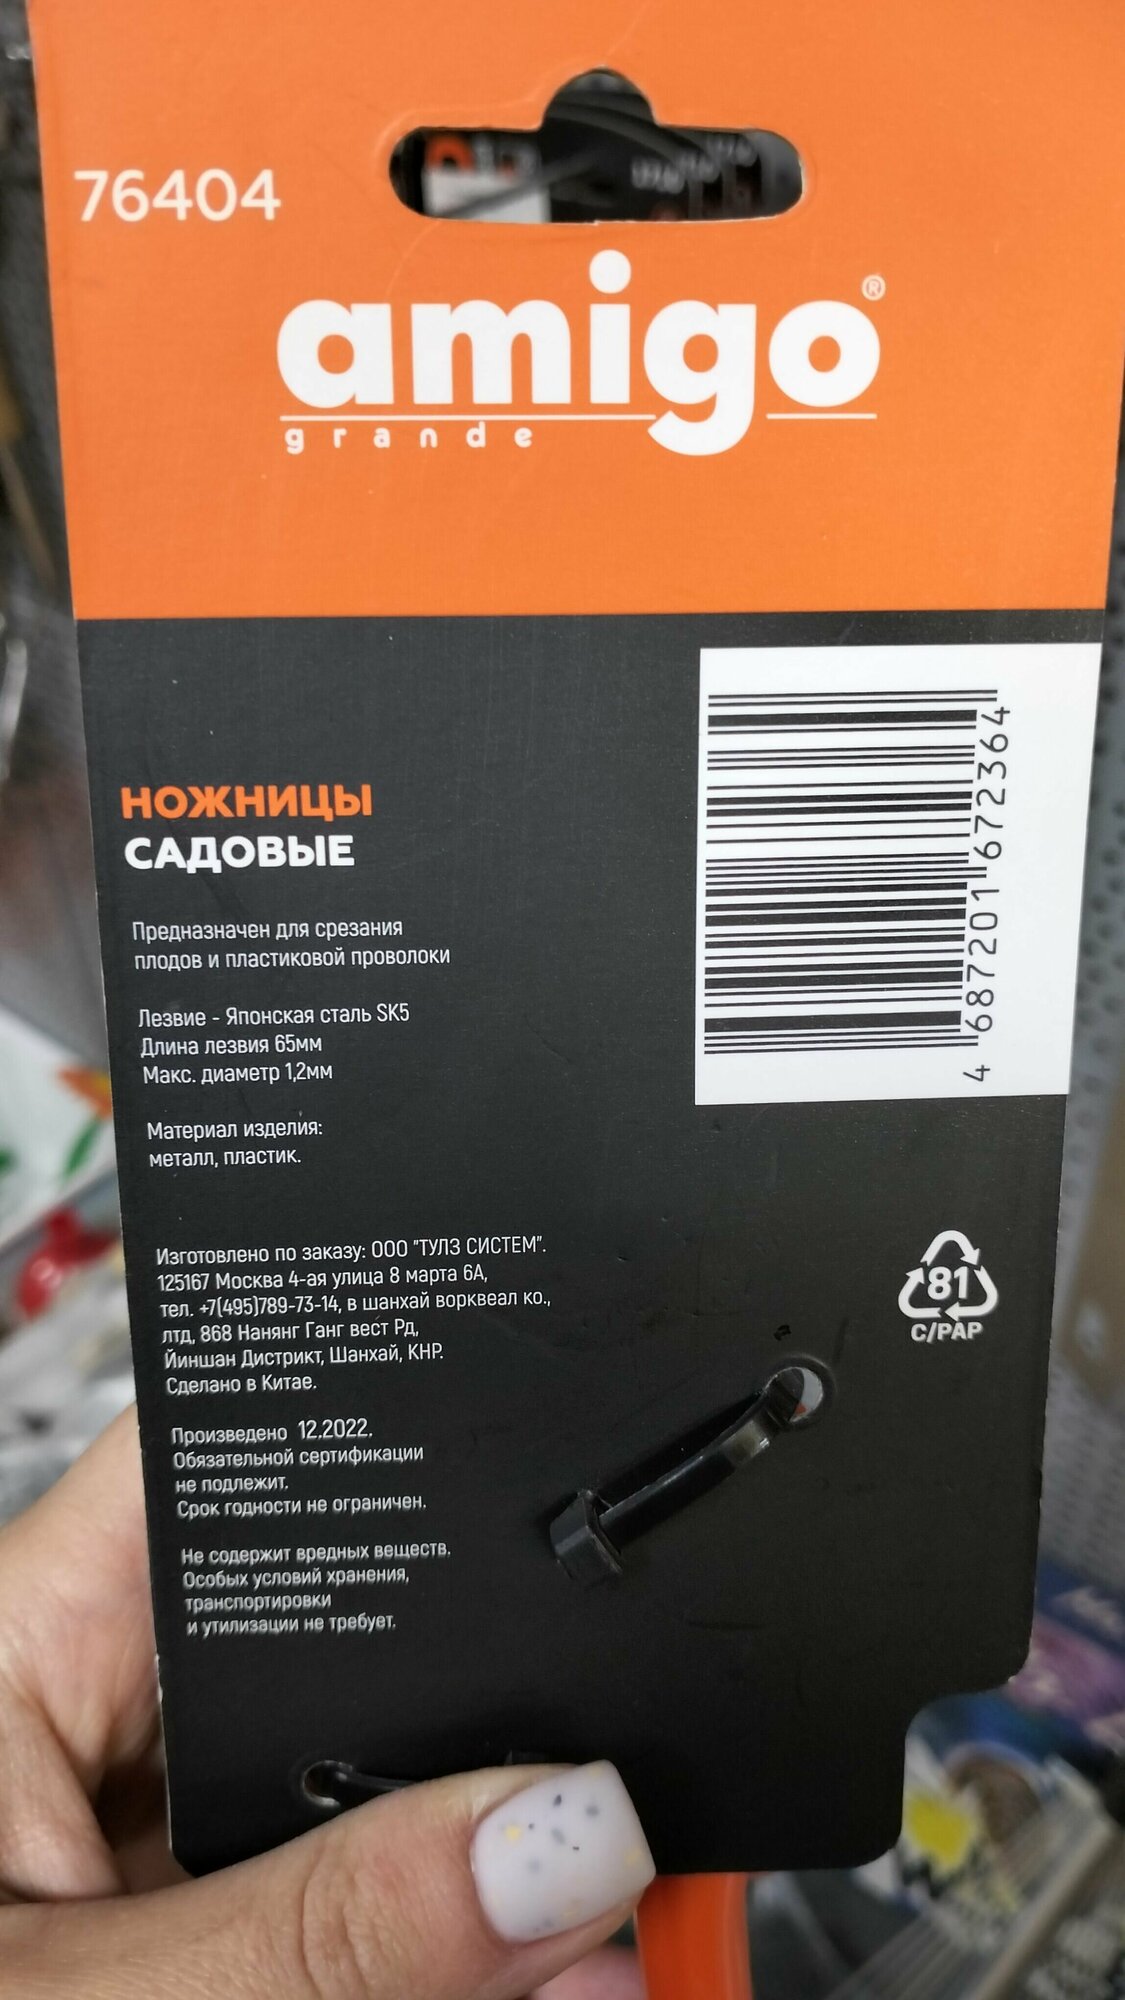 76404
amigo®
grande
НОЖНИЦЫ
САДОВЫЕ
Предназначен для срезания
плодов и пластиковой проволоки
Лезвие - Японская сталь SK5
Длина лезвия 65мм
Макс. диаметр 1,2мм
Материал изделия:
металл, пластик.
Изготовлено по заказу: ООО "ТУЛЗ СИСТЕМ".
125167 Москва 4-ая улица 8 марта 6А,
тел. +7(495)789-73-14, в шанхай ворквеал ко.,
лтд, 868 Нанянг Ганг вест Рд,
Йиншан Дистрикт, Шанхай, КНР.
Сделано в Китае.
Произведено 12.2022.
Обязательной сертификации
не подлежит.
Срок годности не ограничен.
Не содержит вредных веществ.
Особых условий хранения,
транспортировки
и утилизации не требует.
4 687201 672364
81
C/PAP